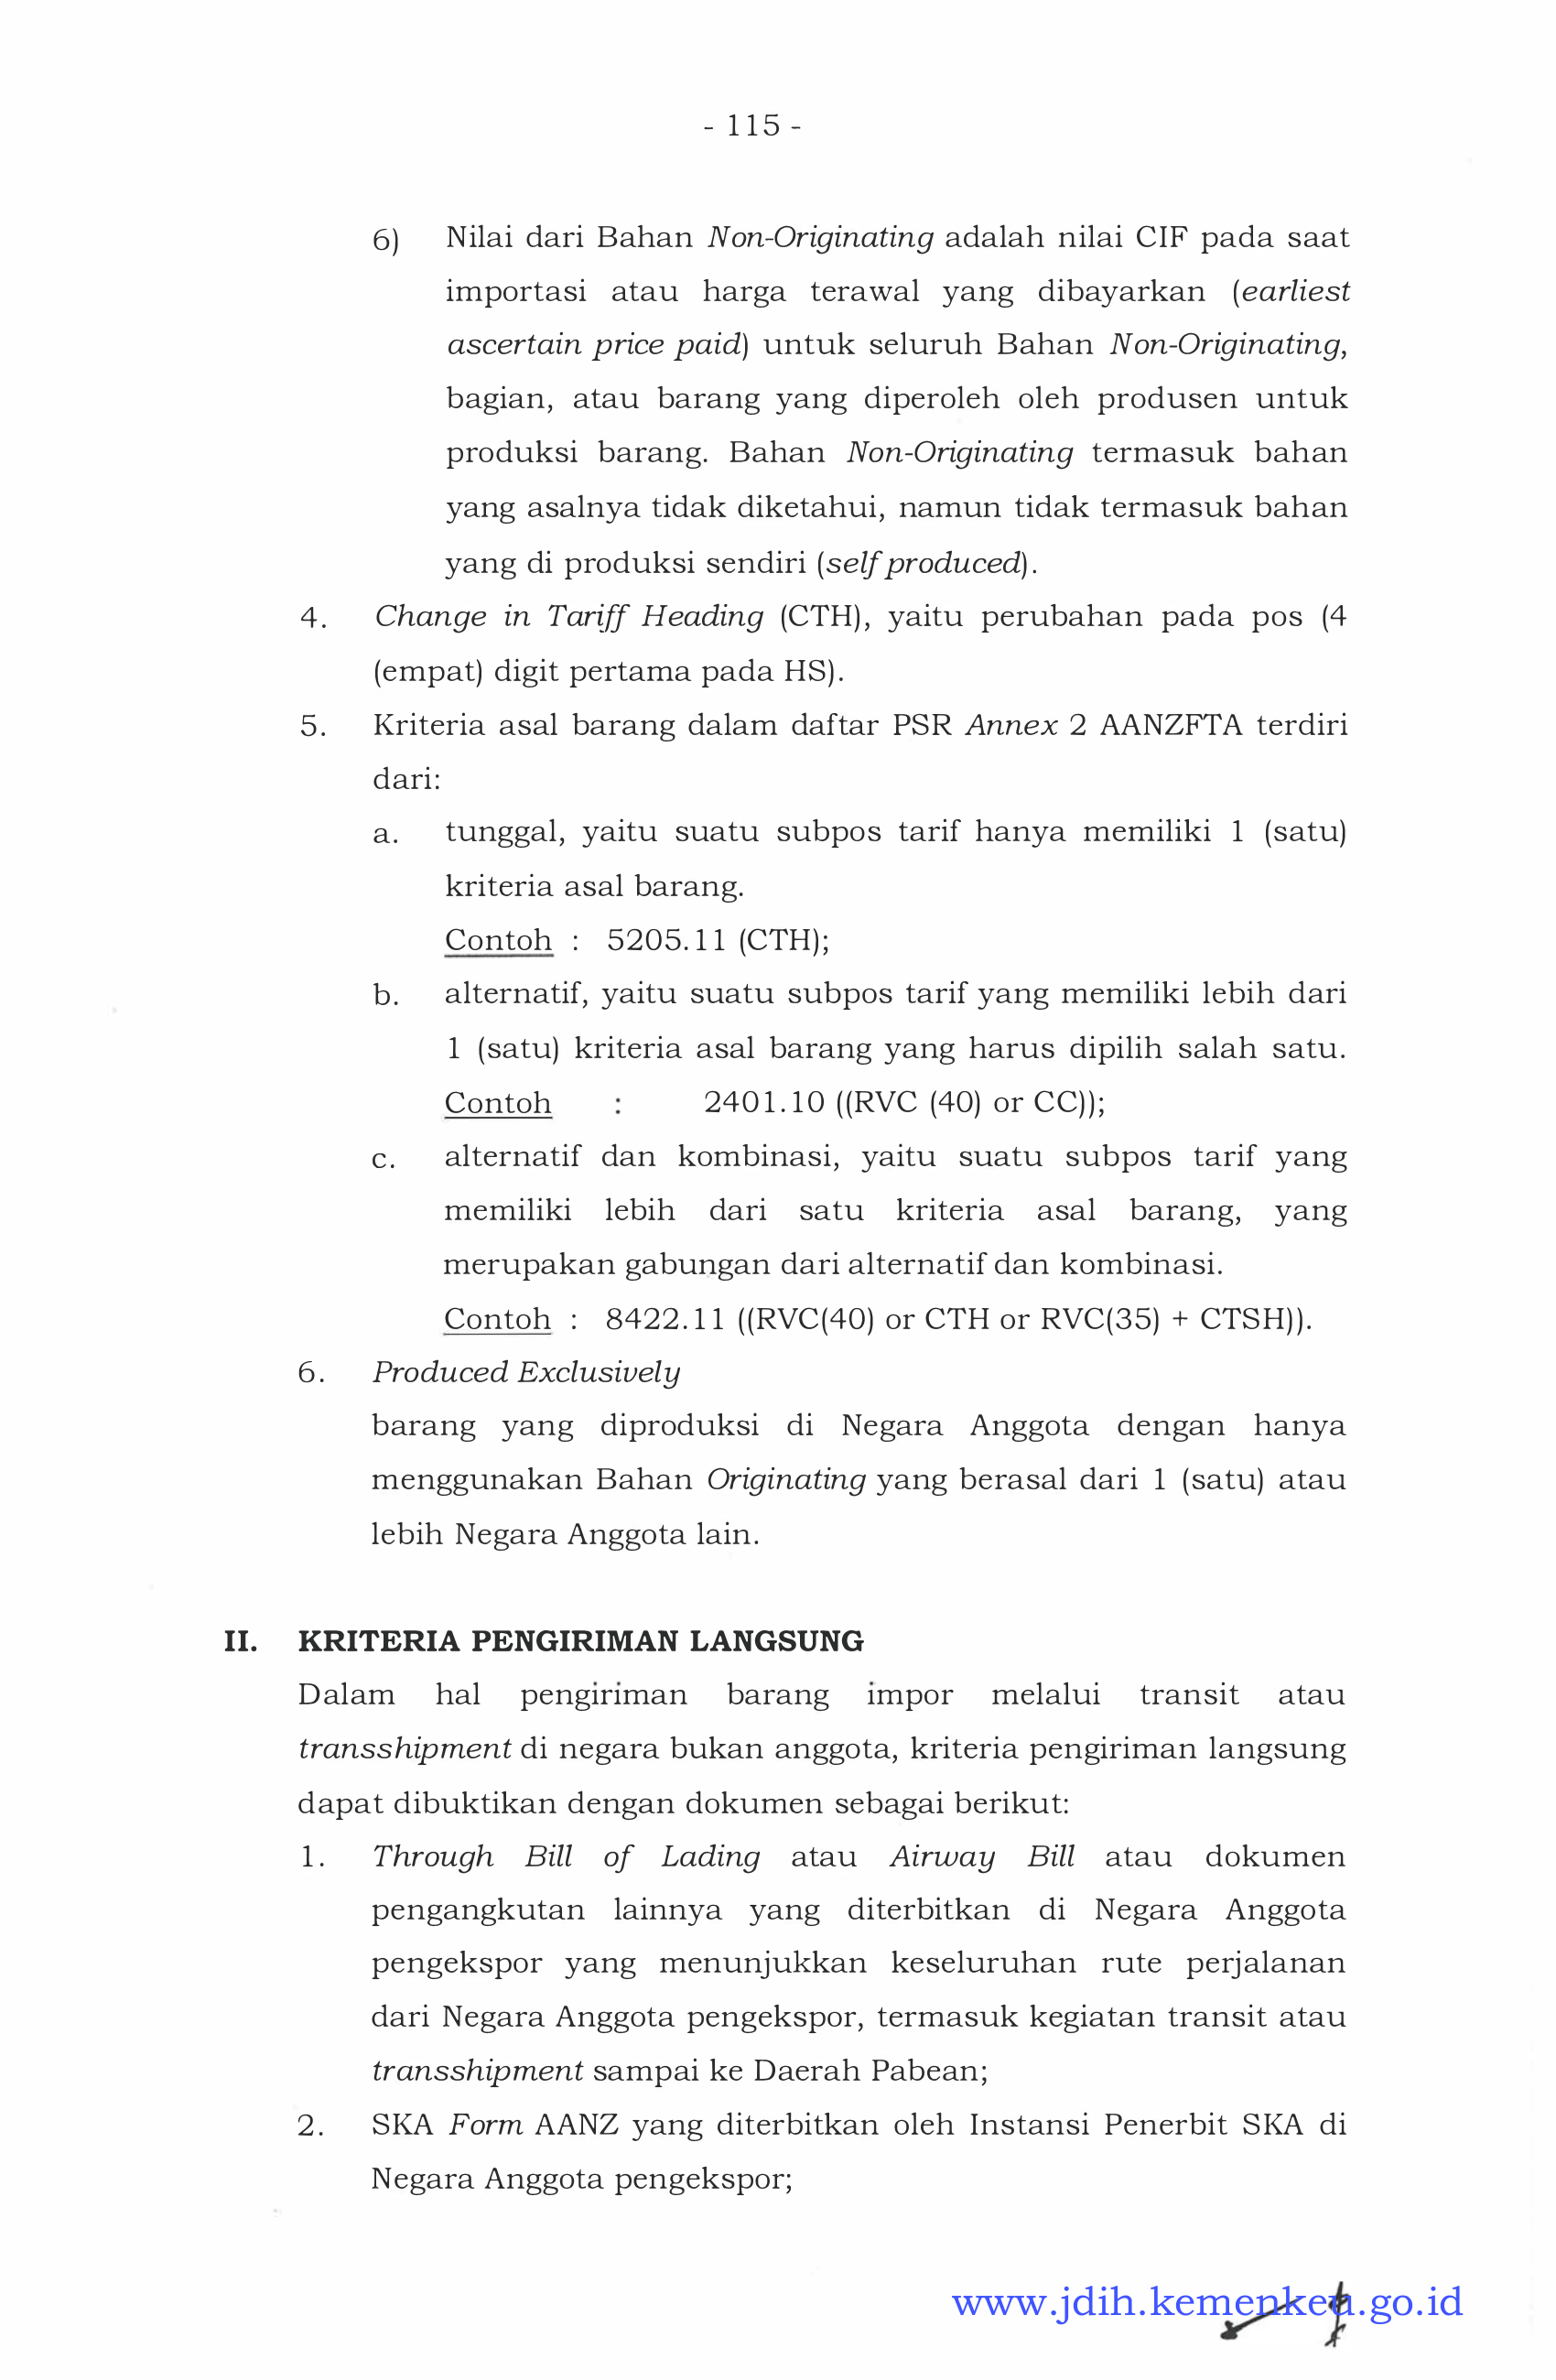 - 115 -
6) Nilai dari Bahan Non-Originating adalah nilai CIF pada saat
importasi atau harga terawal yang dibayarkan (earliest
ascertain price paid) untuk seluruh Bahan Non-Originating,
bagian, atau barang yang diperoleh oleh produsen untuk
produksi barang. Bahan Non-Originating termasuk bahan
yang asalnya tidak diketahui, namun tidak termasuk bahan
yang di produksi sendiri (self produced).
4. Change in Tariff Heading (CTH), yaitu perubahan pada pos (4
(empat) digit pertama pada HS).
5. Kriteria asal barang dalam daftar PSR Annex 2 AANZFTA terdiri
dari:
a. tunggal, yaitu suatu subpos tarif hanya memiliki 1 (satu)
kriteria asal barang.
Contoh : 5205.11 (CTH);
b. alternatif, yaitu suatu subpos tarif yang memiliki lebih dari
1 (satu) kriteria asal barang yang harus dipilih salah satu.
Contoh : 2401.10 ((RVC (40) or CC));
c. alternatif dan kombinasi, yaitu suatu subpos tarif yang
memiliki lebih dari satu kriteria asal barang, yang
merupakan gabungan dari alternatif dan kombinasi.
Contoh : 8422.11 ((RVC(40) or CTH or RVC(35) + CTSH)).
6. Produced Exclusively
barang yang diproduksi di Negara Anggota dengan hanya
menggunakan Bahan Originating yang berasal dari 1 (satu) atau
lebih Negara Anggota lain.
II. KRITERIA PENGIRIMAN LANGSUNG
Dalam hal pengiriman barang impor melalui transit atau
transshipment di negara bukan anggota, kriteria pengiriman langsung
dapat dibuktikan dengan dokumen sebagai berikut:
1. Through Bill of Lading atau Airway Bill atau dokumen
pengangkutan lainnya yang diterbitkan di Negara Anggota
pengekspor yang menunjukkan keseluruhan rute perjalanan
dari Negara Anggota pengekspor, termasuk kegiatan transit atau
transshipment sampai ke Daerah Pabean;
2. SKA Form AANZ yang diterbitkan oleh Instansi Penerbit SKA di
Negara Anggota pengekspor;
www.jdih.kemenkeu.go.id